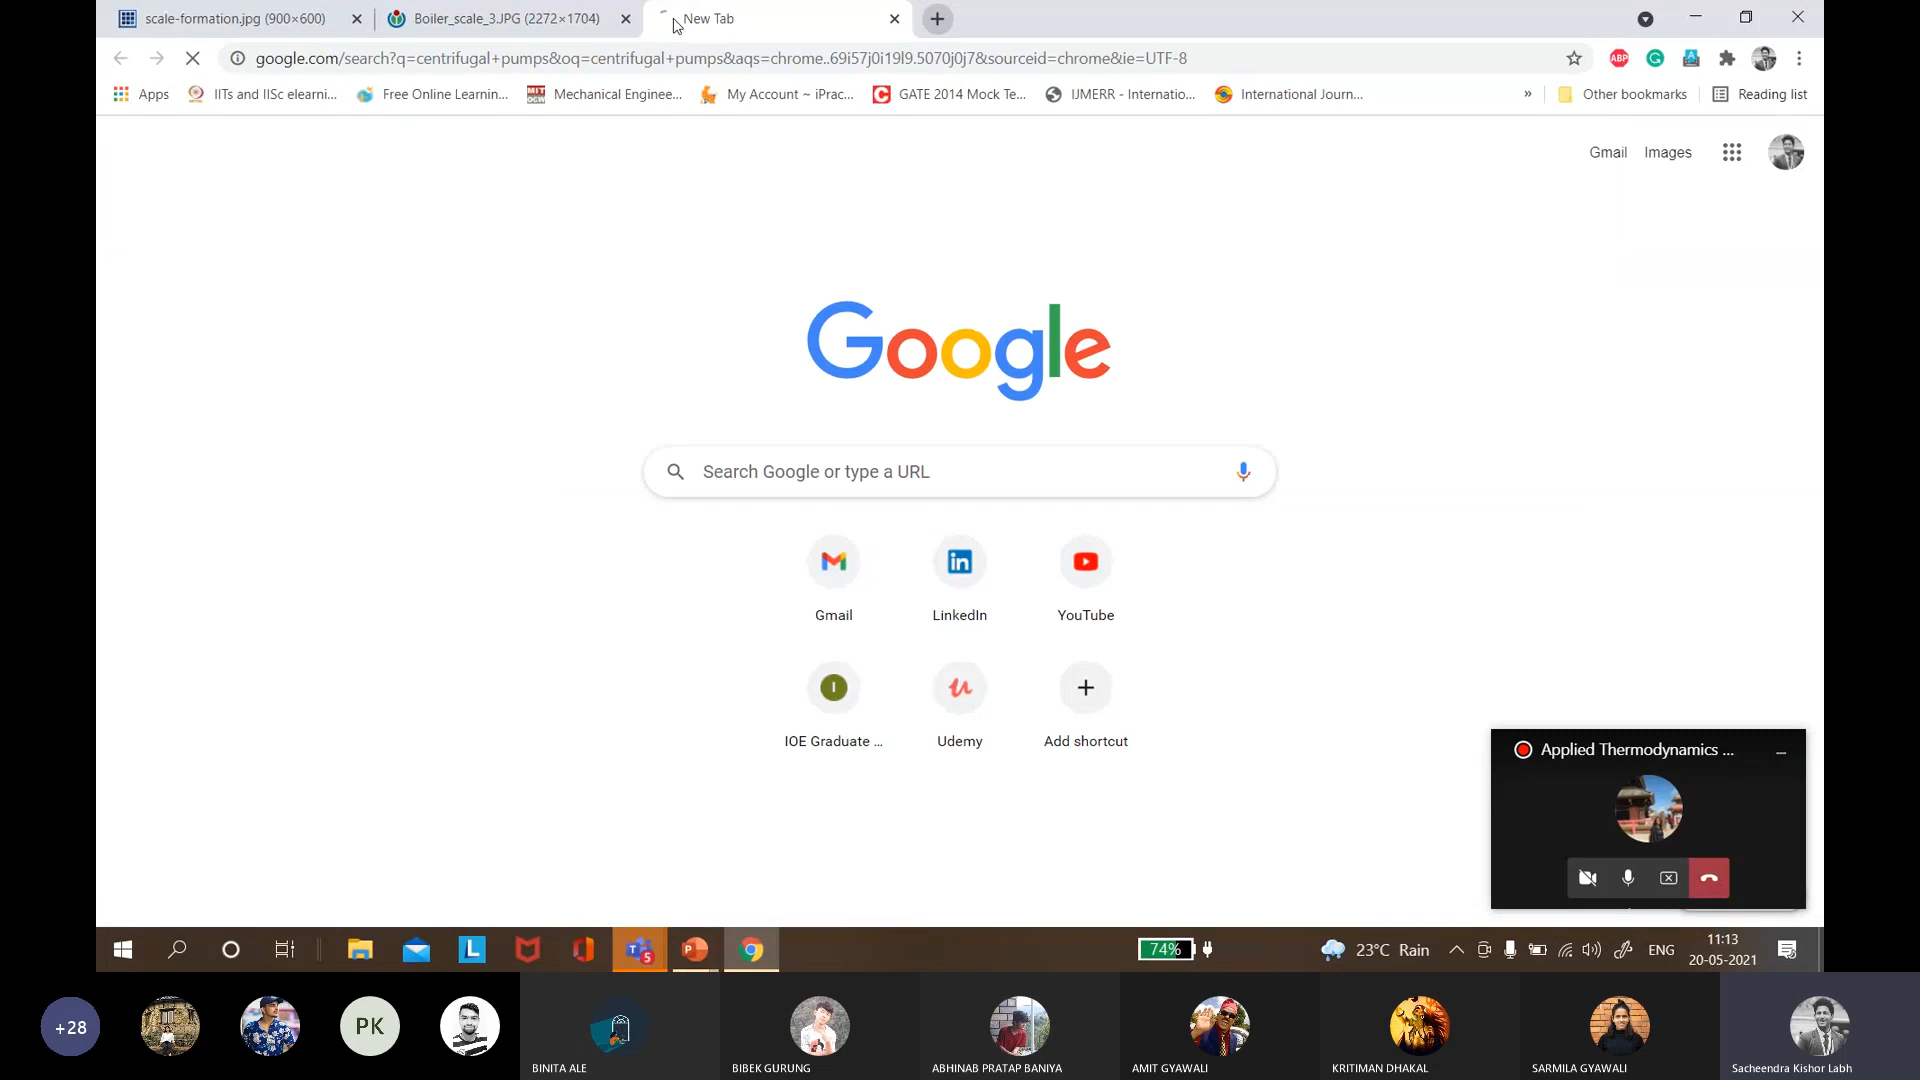 scale-formation.jpg (900×600)
Boiler_scale_3.JPG (2272×1704)
New Tab
google.com/search?q=centrifugal+pumps&oq=centrifugal+pumps&aqs=chrome..69i57j0i19l9.5070j0j7&sourceid=chrome&ie=UTF-8
ABP
Apps
IITs and IISc elearni...
Free Online Learnin...
MIT OCW
Mechanical Enginee...
My Account ~ iPrac...
GATE 2014 Mock Te...
IJMERR - Internatio...
International Journ...
»
Other bookmarks
Reading list
Gmail
Images
Google
Search Google or type a URL
Gmail
LinkedIn
YouTube
I
IOE Graduate ...
Udemy
Add shortcut
Applied Thermodynamics ...
74%
23°C Rain
ENG
11:13
20-05-2021
+28
PK
BINITA ALE
BIBEK GURUNG
ABHINAB PRATAP BANIYA
AMIT GYAWALI
KRITIMAN DHAKAL
SARMILA GYAWALI
Sacheendra Kishor Labh